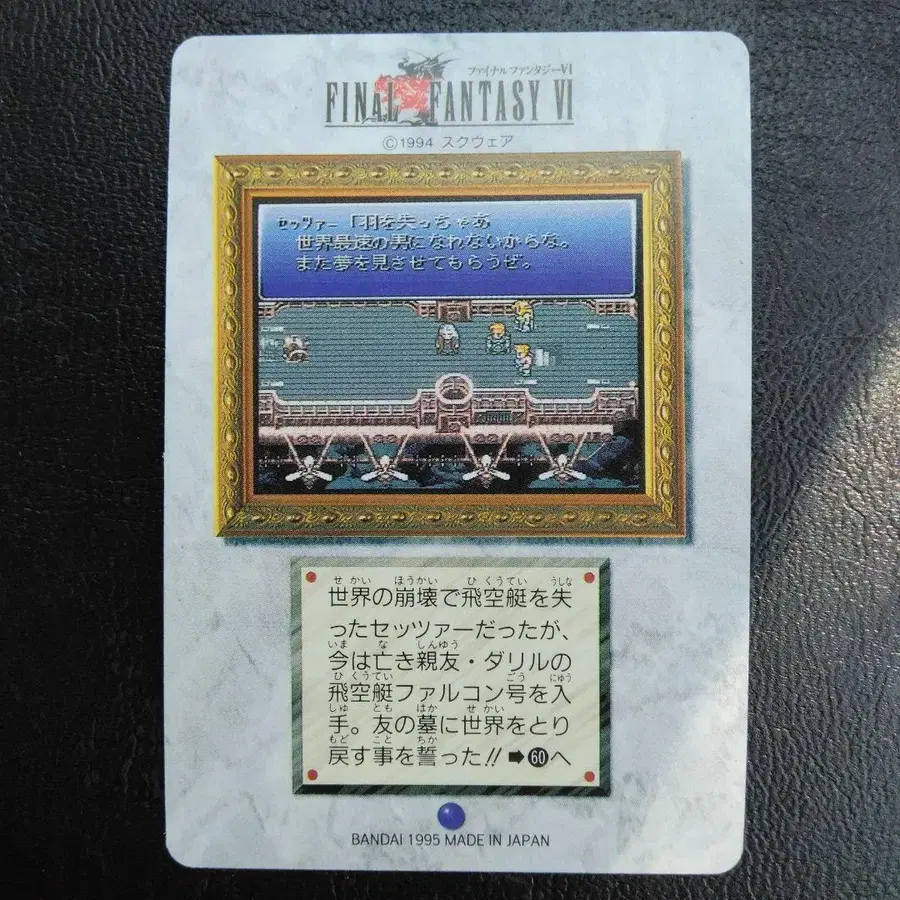 ファイナルファンタジーVI
FINAL FANTASY VI
©1994 スクウェア
セッツァー「羽を失っちゃあ
世界最速の男になれないからな。
また夢を見させてもらうぜ。
せかい ほうかい ひくうてい うしな
世界の崩壊で飛空艇を失
ったセッツァーだったが、
いま な しんゆう
今は亡き親友・ダリルの
ひくうてい ごう にゅう
飛空艇ファルコン号を入
しゅ とも はか せかい
手。友の墓に世界をとり
もど こと ちか
戻す事を誓った!! ➡60へ
BANDAI 1995 MADE IN JAPAN